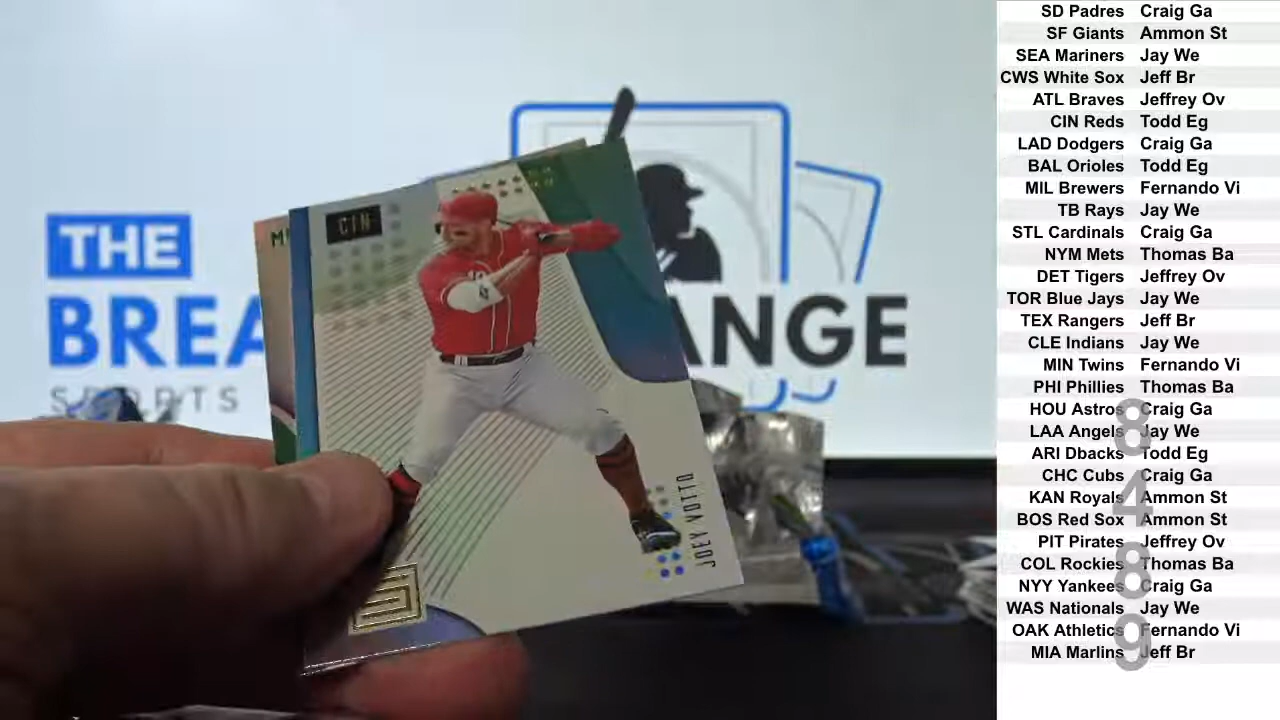 THE
BREA
ANGE
SPORTS
CIN
JOEY VOTTO
SD Padres Craig Ga
SF Giants Ammon St
SEA Mariners Jay We
CWS White Sox Jeff Br
ATL Braves Jeffrey Ov
CIN Reds Todd Eg
LAD Dodgers Craig Ga
BAL Orioles Todd Eg
MIL Brewers Fernando Vi
TB Rays Jay We
STL Cardinals Craig Ga
NYM Mets Thomas Ba
DET Tigers Jeffrey Ov
TOR Blue Jays Jay We
TEX Rangers Jeff Br
CLE Indians Jay We
MIN Twins Fernando Vi
PHI Phillies Thomas Ba
HOU Astros Craig Ga
LAA Angels Jay We
ARI Dbacks Todd Eg
CHC Cubs Craig Ga
KAN Royals Ammon St
BOS Red Sox Ammon St
PIT Pirates Jeffrey Ov
COL Rockies Thomas Ba
NYY Yankees Craig Ga
WAS Nationals Jay We
OAK Athletics Fernando Vi
MIA Marlins Jeff Br
8
4
8
9